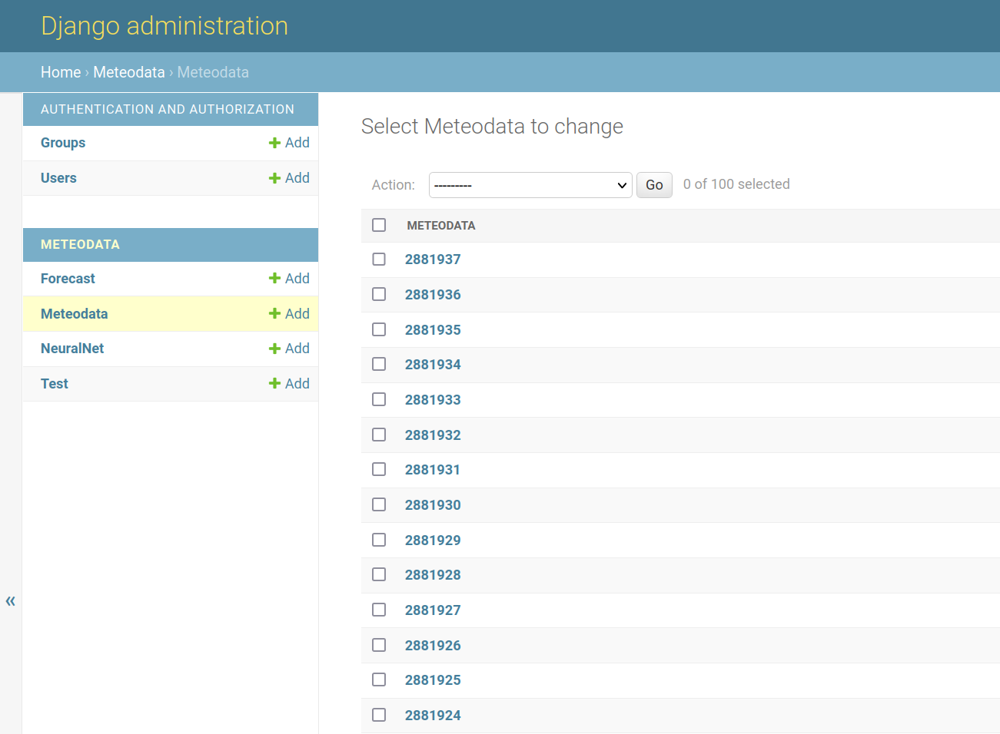 Django administration
Home › Meteodata › Meteodata
AUTHENTICATION AND AUTHORIZATION
Groups + Add
Users + Add
METEODATA
Forecast + Add
Meteodata + Add
NeuralNet + Add
Test + Add
«
Select Meteodata to change
Action: --------- Go 0 of 100 selected
METEODATA
2881937
2881936
2881935
2881934
2881933
2881932
2881931
2881930
2881929
2881928
2881927
2881926
2881925
2881924